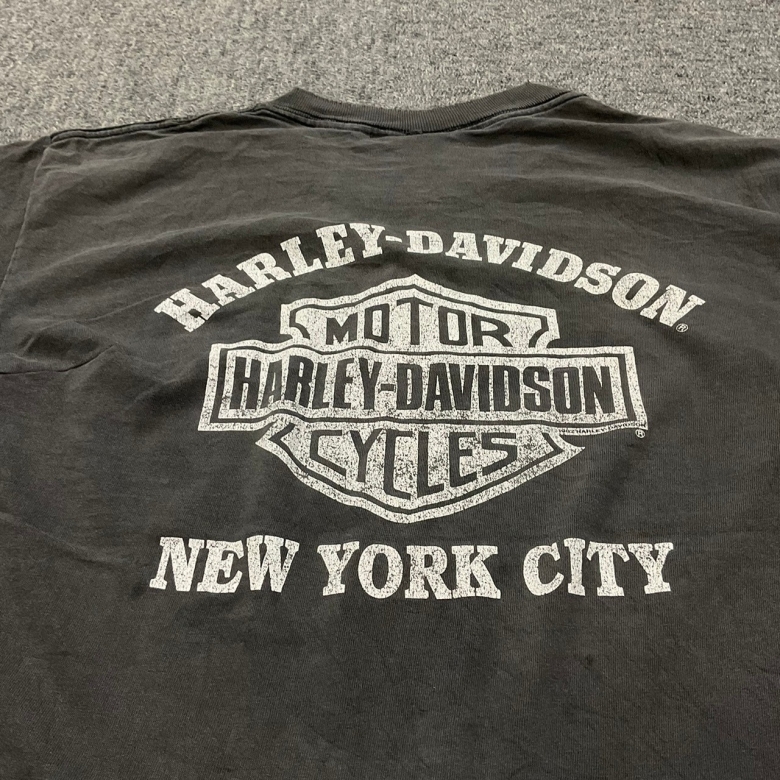 HARLEY-DAVIDSON®
MOTOR
HARLEY-DAVIDSON
CYCLES
®
NEW YORK CITY